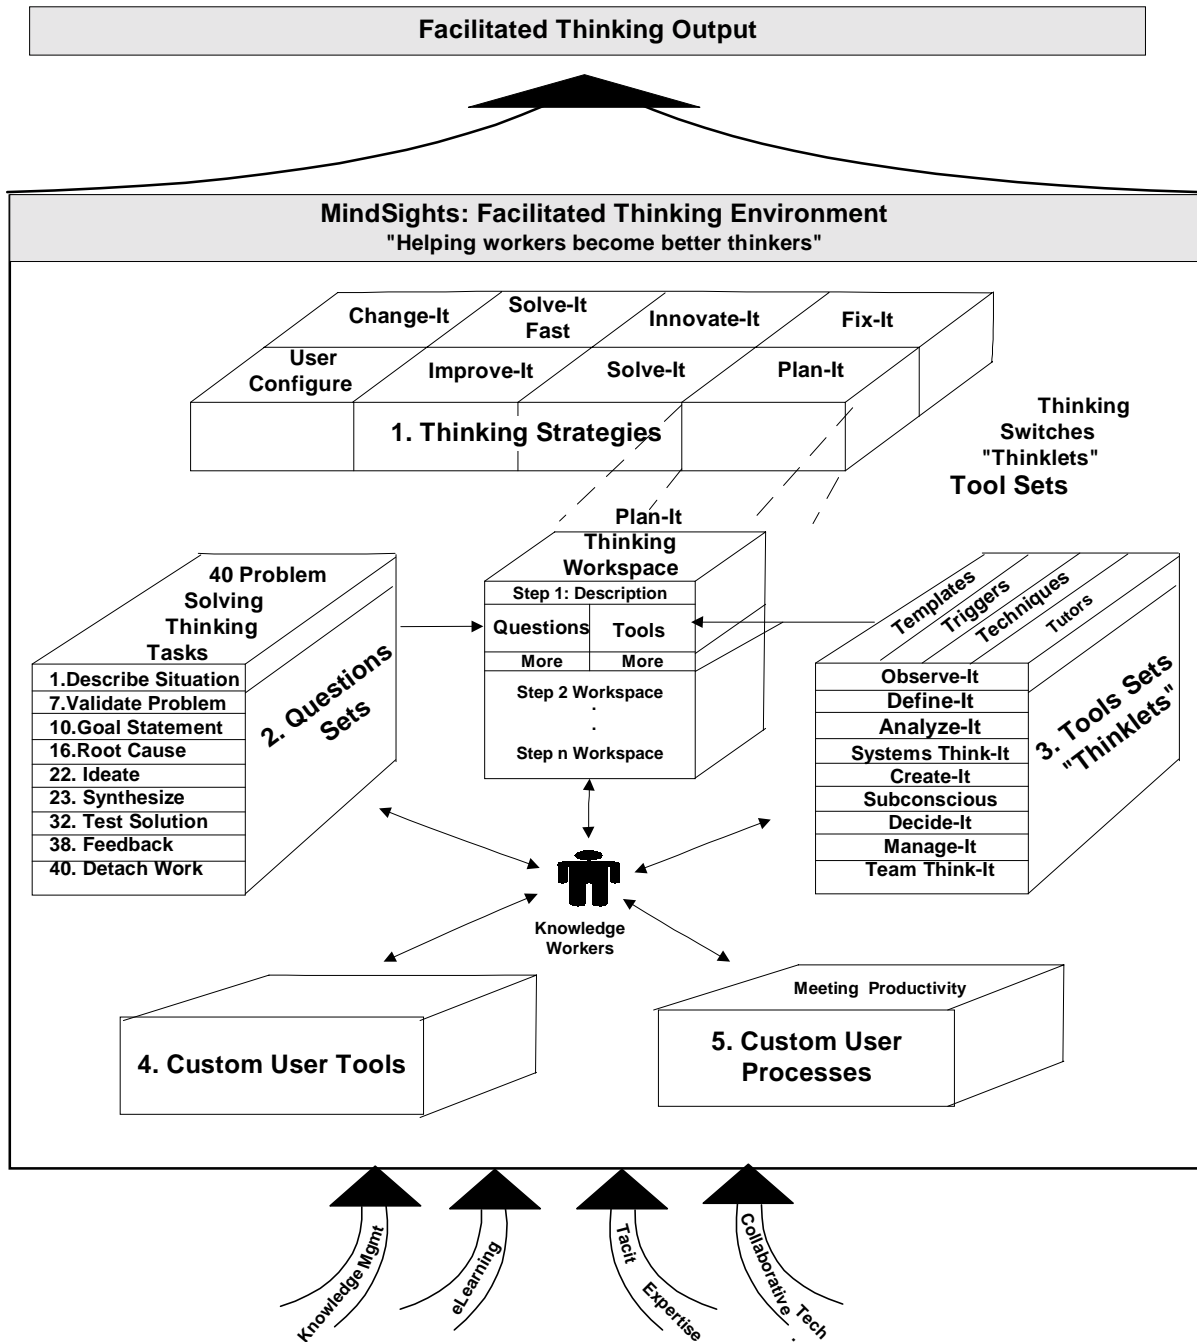 Facilitated Thinking Output
MindSights: Facilitated Thinking Environment
"Helping workers become better thinkers"
Change-It
Solve-It
Fast
Innovate-It
Fix-It
User
Configure
Improve-It
Solve-It
Plan-It
1. Thinking Strategies
Thinking
Switches
"Thinklets"
Tool Sets
40 Problem
Solving
Thinking
Tasks
1.Describe Situation
7.Validate Problem
10.Goal Statement
16.Root Cause
22. Ideate
23. Synthesize
32. Test Solution
38. Feedback
40. Detach Work
2. Questions
Sets
Plan-It
Thinking
Workspace
Step 1: Description
Questions
Tools
More
More
Step 2 Workspace
.
.
Step n Workspace
Templates
Triggers
Techniques
Tutors
Observe-It
Define-It
Analyze-It
Systems Think-It
Create-It
Subconscious
Decide-It
Manage-It
Team Think-It
3. Tools Sets
"Thinklets"
Knowledge
Workers
4. Custom User Tools
Meeting Productivity
5. Custom User
Processes
Knowledge Mgmt
eLearning
Tacit Expertise
Collaborative Tech